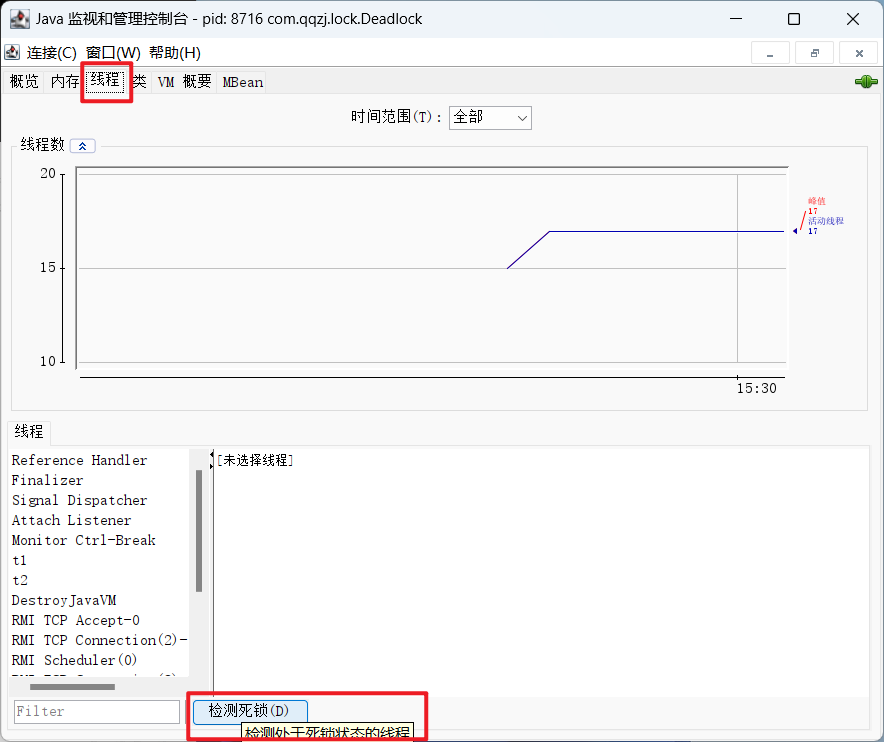 Java 监视和管理控制台 - pid: 8716 com.qqzj.lock.Deadlock
连接(C) 窗口(W) 帮助(H)
概览 内存 线程 类 VM 概要 MBean
时间范围(T): 全部
线程数
20
15
10
峰值
17
活动线程
17
15:30
线程
Reference Handler
Finalizer
Signal Dispatcher
Attach Listener
Monitor Ctrl-Break
t1
t2
DestroyJavaVM
RMI TCP Accept-0
RMI TCP Connection(2)-
RMI Scheduler(0)
[未选择线程]
Filter
检测死锁(D)
检测处于死锁状态的线程